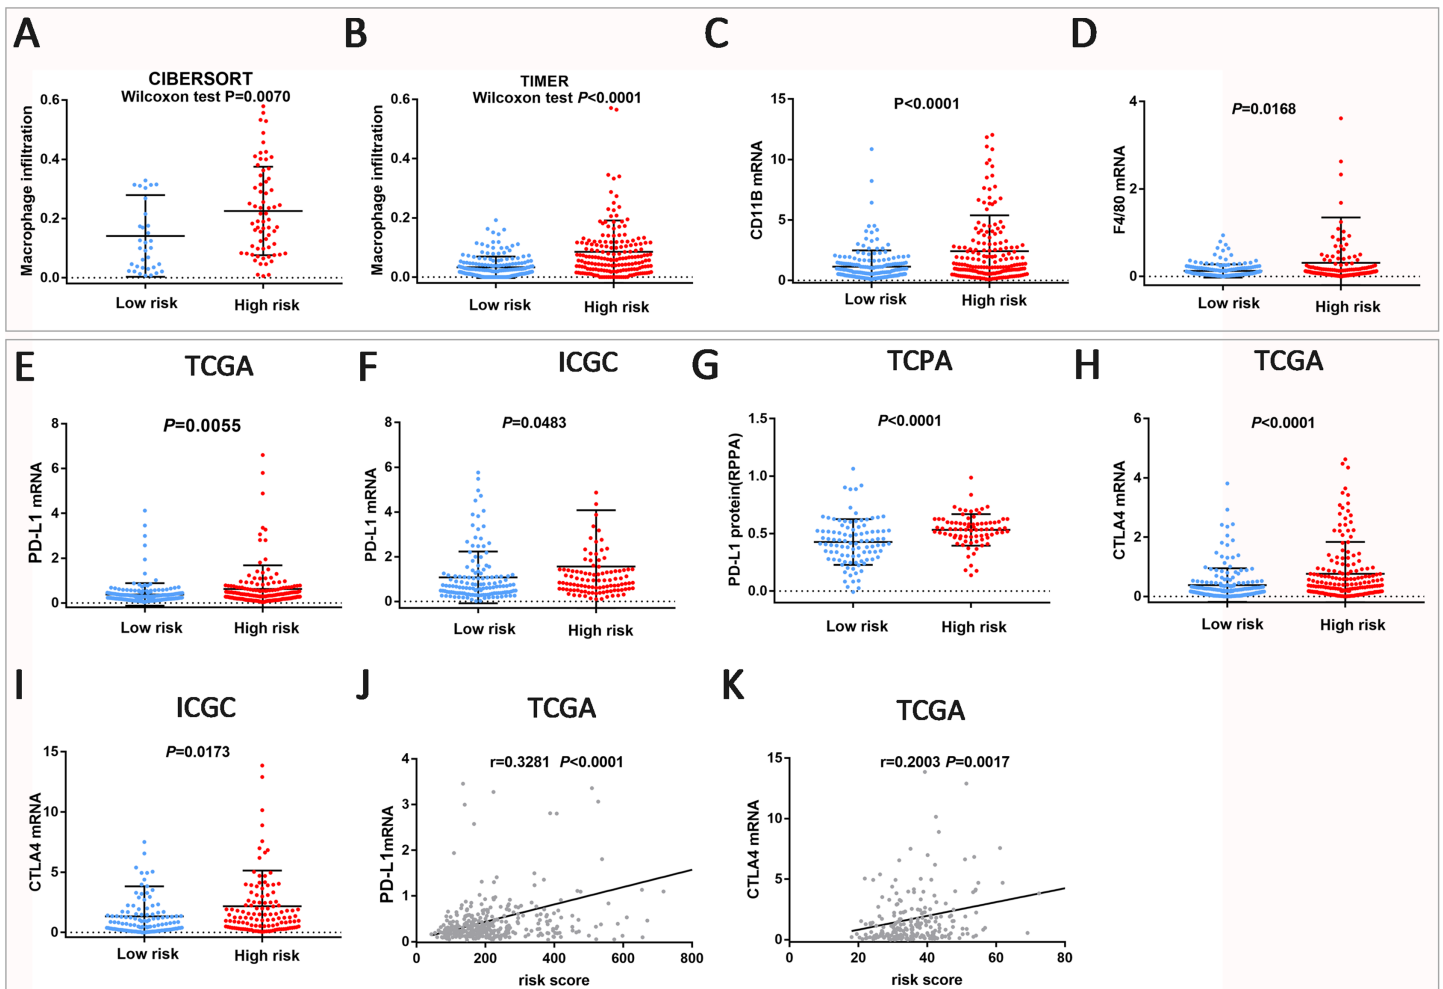 A
CIBERSORT
Wilcoxon test P=0.0070
Macrophage infiltration
0.6
0.4
0.2
0.0
Low risk
High risk
B
TIMER
Wilcoxon test P<0.0001
Macrophage infiltration
0.6
0.4
0.2
0.0
Low risk
High risk
C
P<0.0001
CD11B mRNA
15
10
5
0
Low risk
High risk
D
P=0.0168
F4/80 mRNA
4
2
0
Low risk
High risk
E
TCGA
P=0.0055
PD-L1 mRNA
8
6
4
2
0
Low risk
High risk
F
ICGC
P=0.0483
PD-L1 mRNA
8
6
4
2
0
Low risk
High risk
G
TCPA
P<0.0001
PD-L1 protein(RPPA)
1.5
1.0
0.5
0.0
Low risk
High risk
H
TCGA
P<0.0001
CTLA4 mRNA
6
4
2
0
Low risk
High risk
I
ICGC
P=0.0173
CTLA4 mRNA
15
10
5
0
Low risk
High risk
J
TCGA
r=0.3281 P<0.0001
PD-L1mRNA
4
3
2
1
0
0 200 400 600 800
risk score
K
TCGA
r=0.2003 P=0.0017
CTLA4 mRNA
15
10
5
0
0 20 40 60 80
risk score